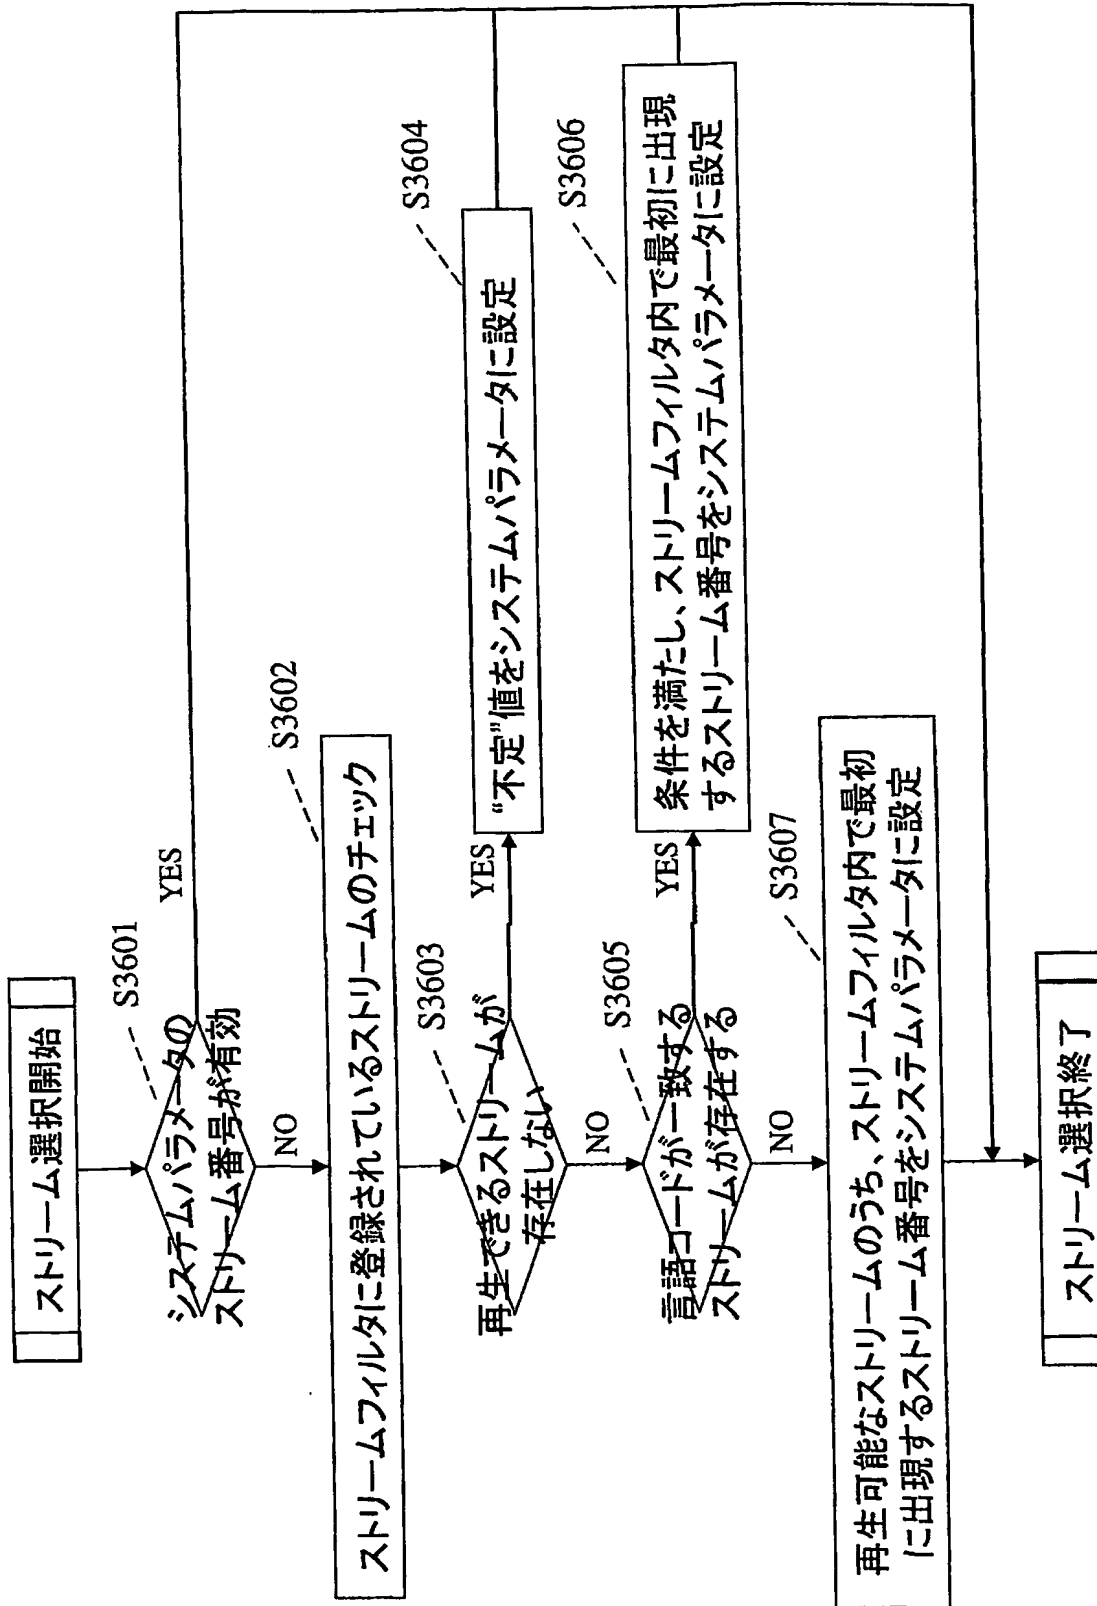 ストリーム選択開始
S3601
システムパラメータの
ストリーム番号が有効
YES
NO
S3602
ストリームフィルタに登録されているストリームのチェック
S3603
再生できるストリームが
存在しない
YES
NO
S3604
“不定”値をシステムパラメータに設定
S3605
言語コードが一致する
ストリームが存在する
YES
NO
S3606
条件を満たし、ストリームフィルタ内で最初に出現
するストリーム番号をシステムパラメータに設定
S3607
再生可能なストリームのうち、ストリームフィルタ内で最初
に出現するストリーム番号をシステムパラメータに設定
ストリーム選択終了